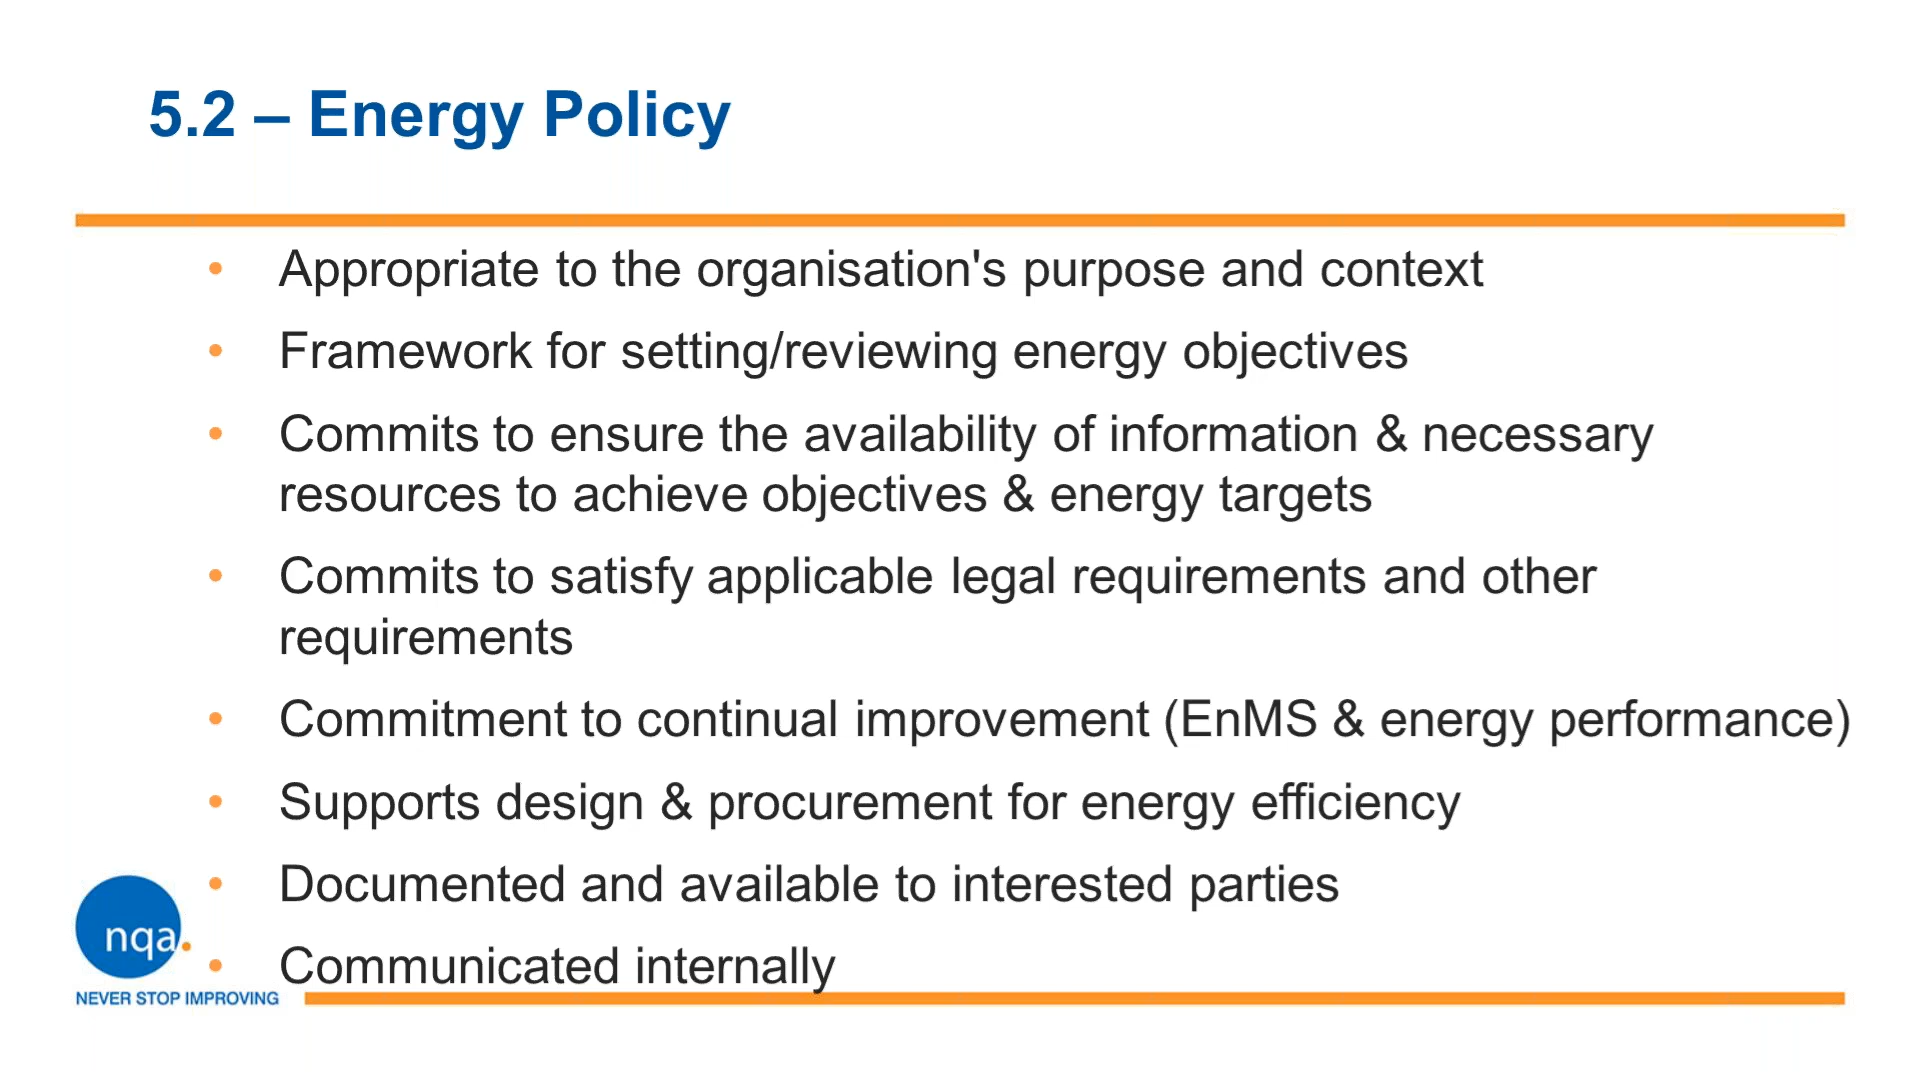 5.2 – Energy Policy
• Appropriate to the organisation's purpose and context
• Framework for setting/reviewing energy objectives
• Commits to ensure the availability of information & necessary
resources to achieve objectives & energy targets
• Commits to satisfy applicable legal requirements and other
requirements
• Commitment to continual improvement (EnMS & energy performance)
• Supports design & procurement for energy efficiency
• Documented and available to interested parties
• Communicated internally
nqa.
NEVER STOP IMPROVING